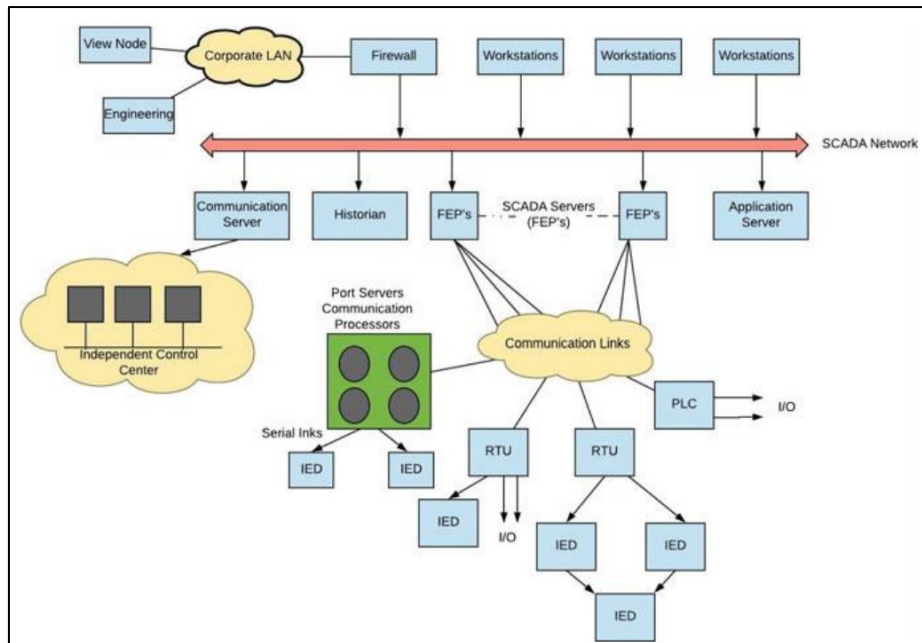 View Node
Corporate LAN
Firewall
Workstations
Workstations
Workstations
Engineering
SCADA Network
Communication
Server
Historian
FEP's
SCADA Servers
(FEP's)
FEP's
Application
Server
Port Servers
Communication
Processors
Independent Control
Center
Communication Links
PLC
I/O
Serial Inks
IED
IED
RTU
RTU
IED
I/O
IED
IED
IED